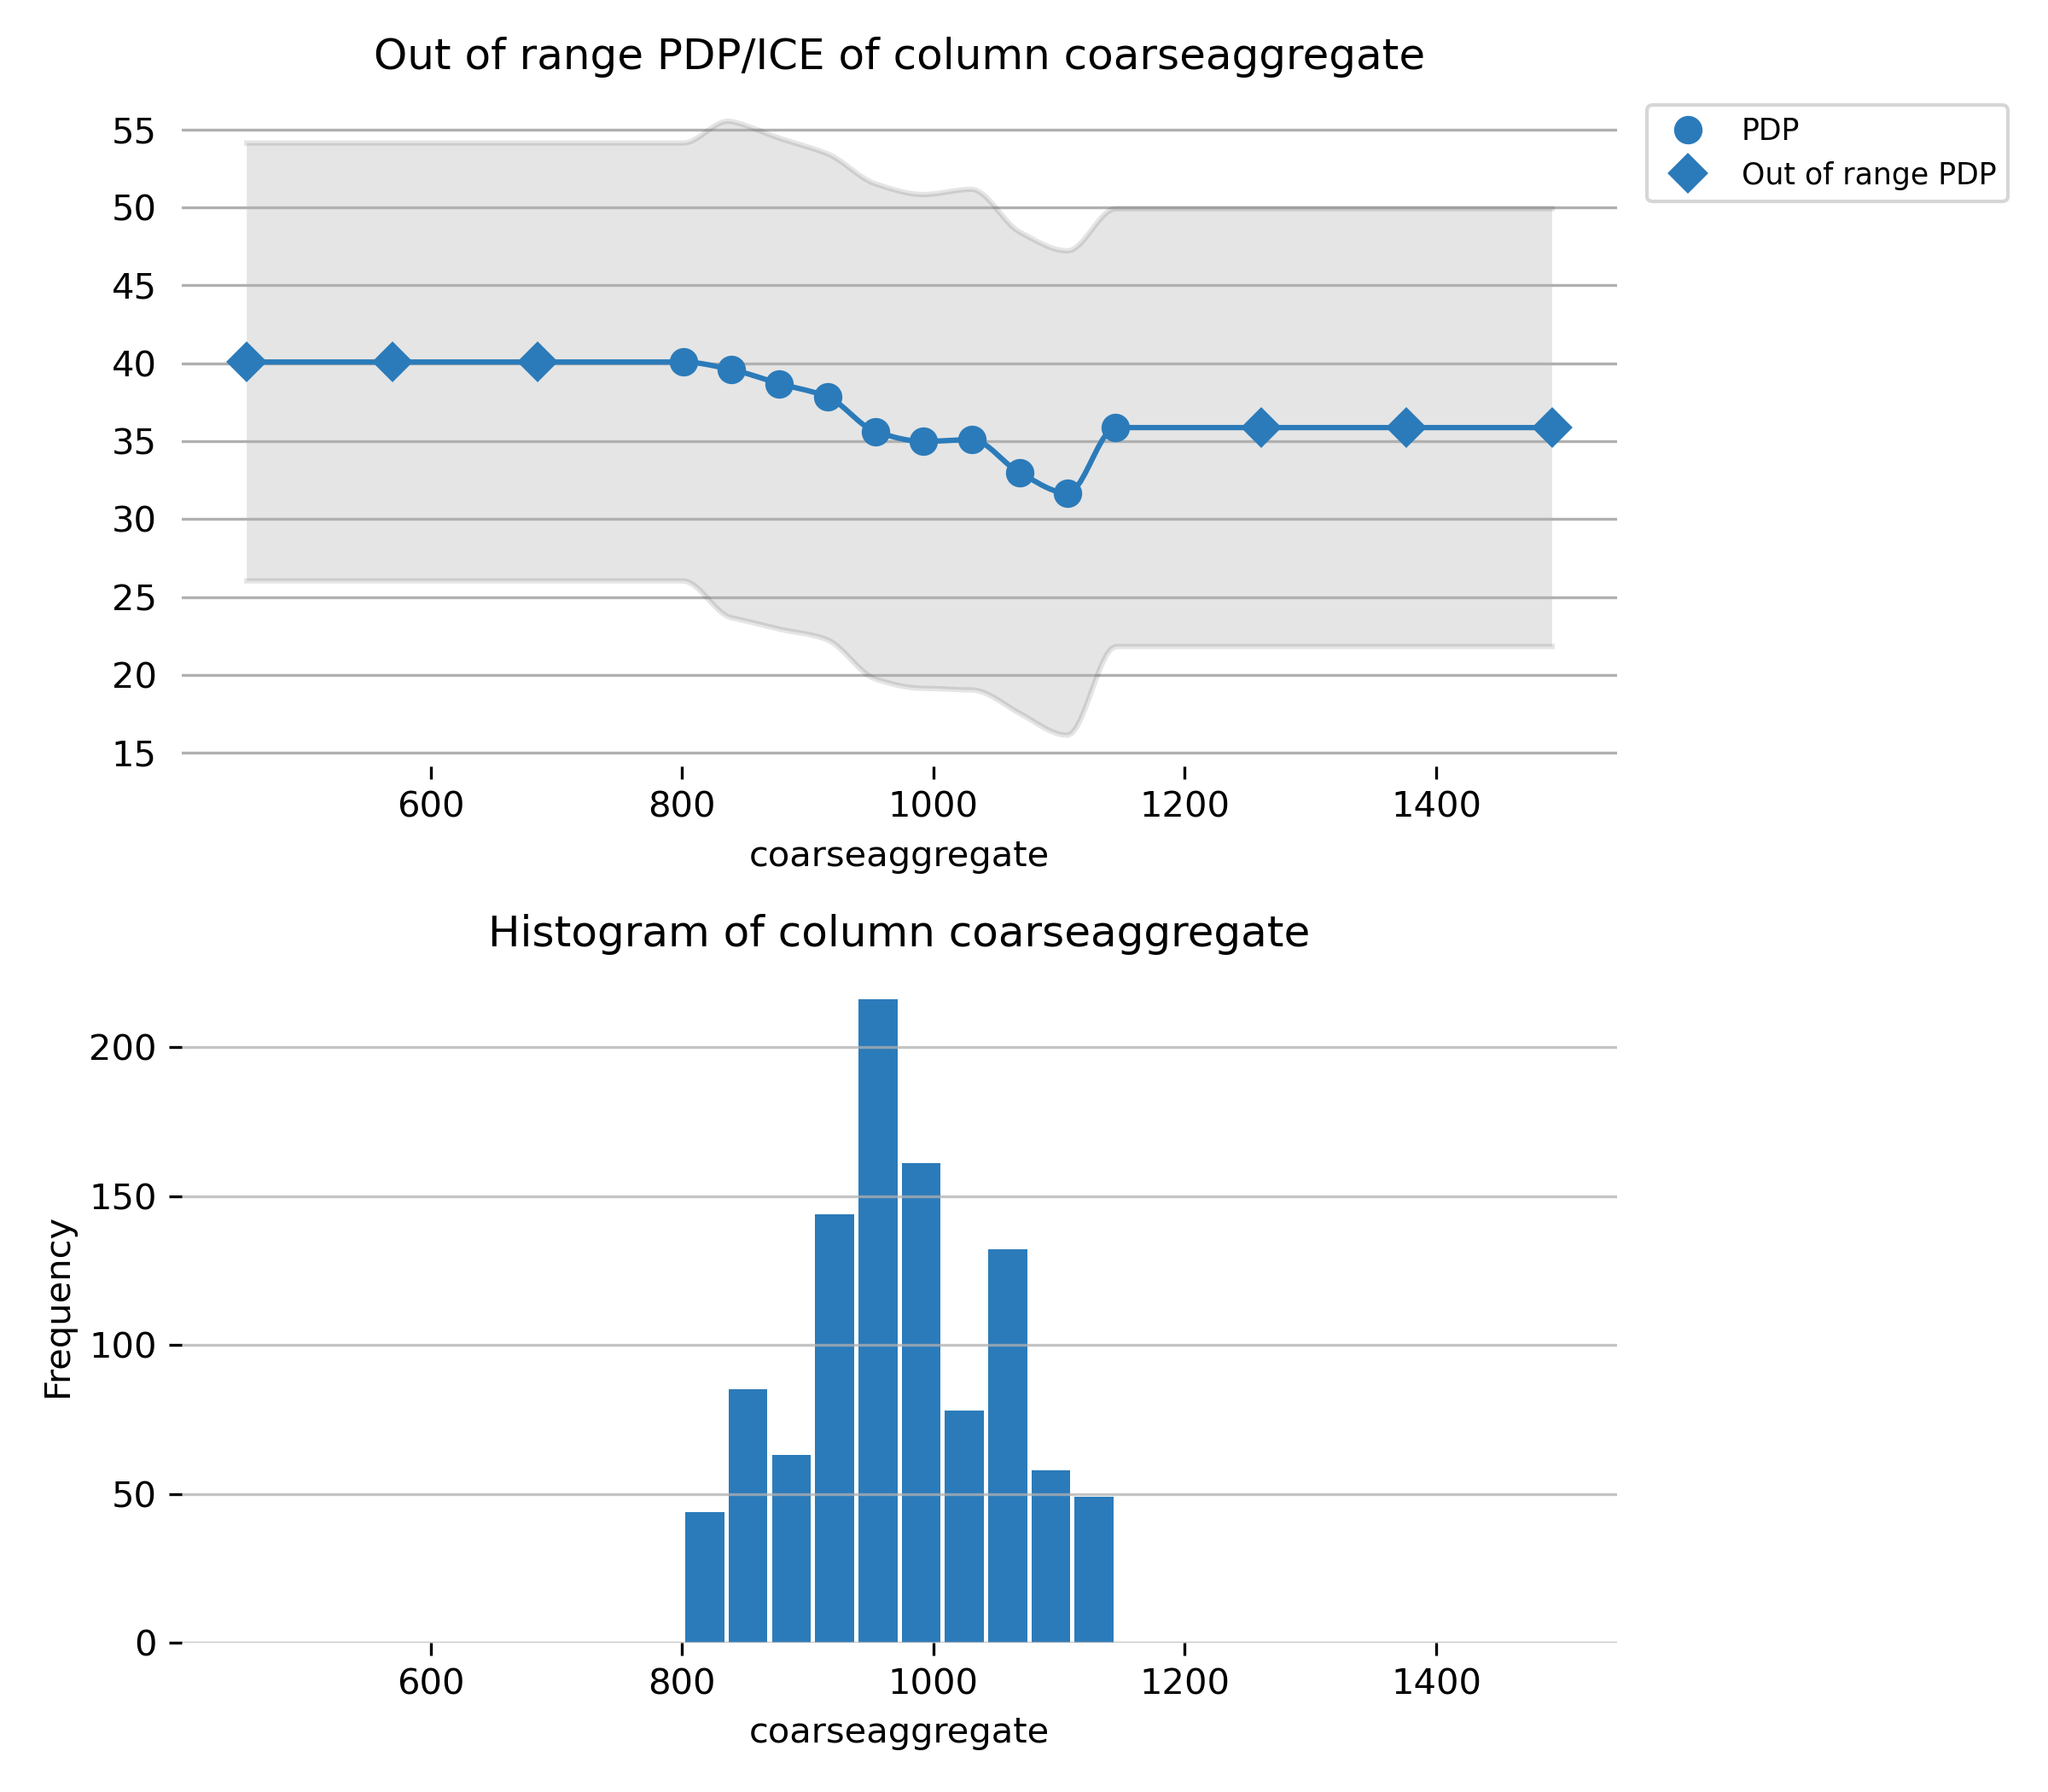 Out of range PDP/ICE of column coarseaggregate
PDP
Out of range PDP
55
50
45
40
35
30
25
20
15
600 800 1000 1200 1400
coarseaggregate
Histogram of column coarseaggregate
Frequency
200
150
100
50
0
600 800 1000 1200 1400
coarseaggregate